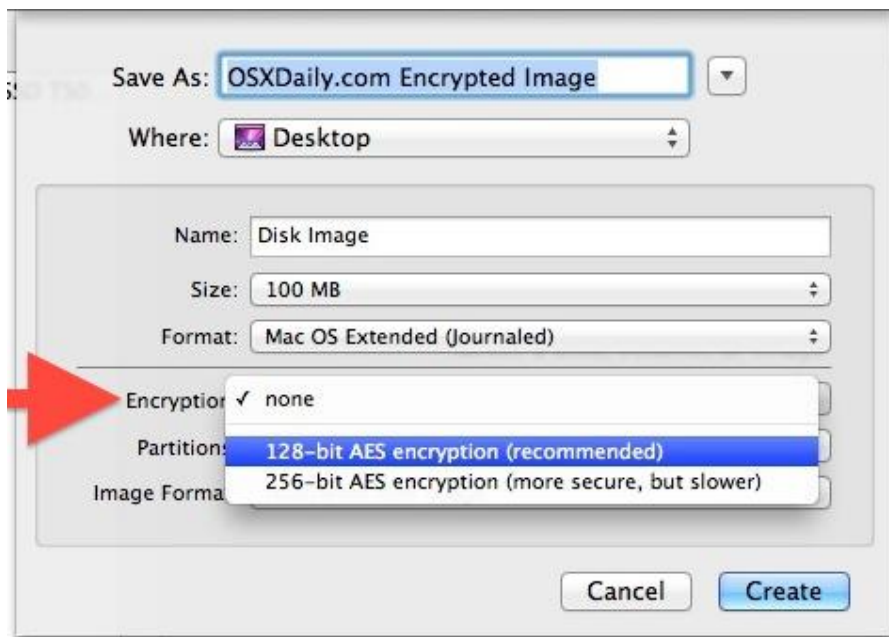 Save As: OSXDaily.com Encrypted Image
Where: Desktop
Name: Disk Image
Size: 100 MB
Format: Mac OS Extended (Journaled)
Encryption ✓ none
128-bit AES encryption (recommended)
Partitions
256-bit AES encryption (more secure, but slower)
Image Forma
Cancel Create